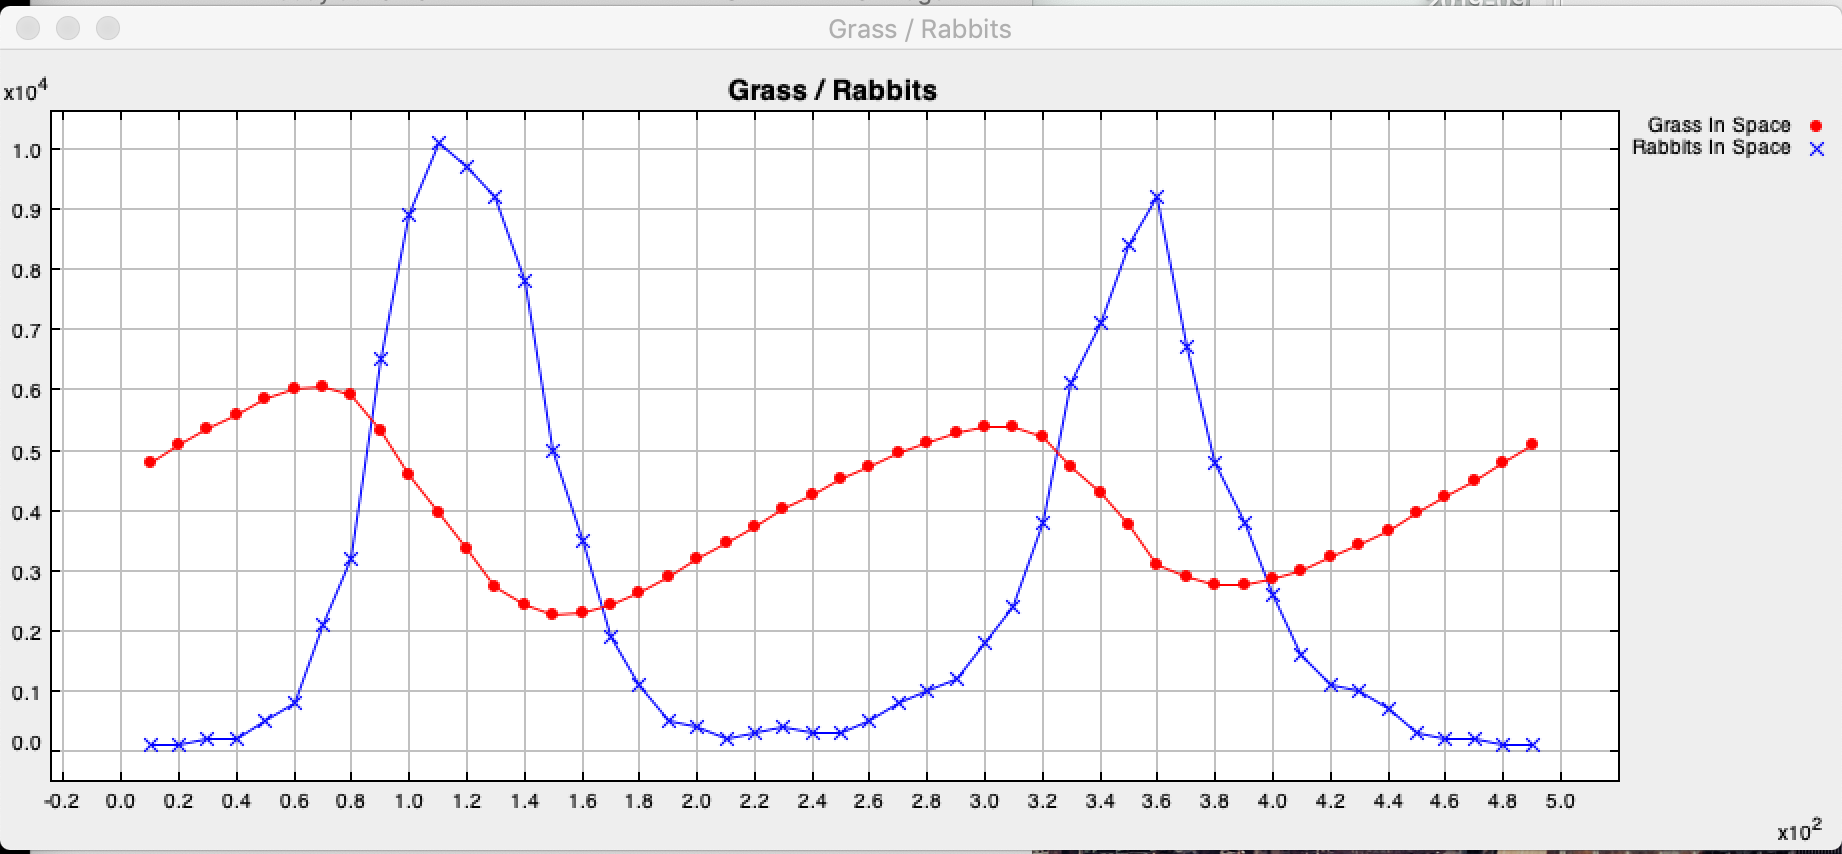 Grass / Rabbits
x10⁴
Grass / Rabbits
Grass In Space
Rabbits In Space
1.0
0.9
0.8
0.7
0.6
0.5
0.4
0.3
0.2
0.1
0.0
-0.2 0.0 0.2 0.4 0.6 0.8 1.0 1.2 1.4 1.6 1.8 2.0 2.2 2.4 2.6 2.8 3.0 3.2 3.4 3.6 3.8 4.0 4.2 4.4 4.6 4.8 5.0
x10²